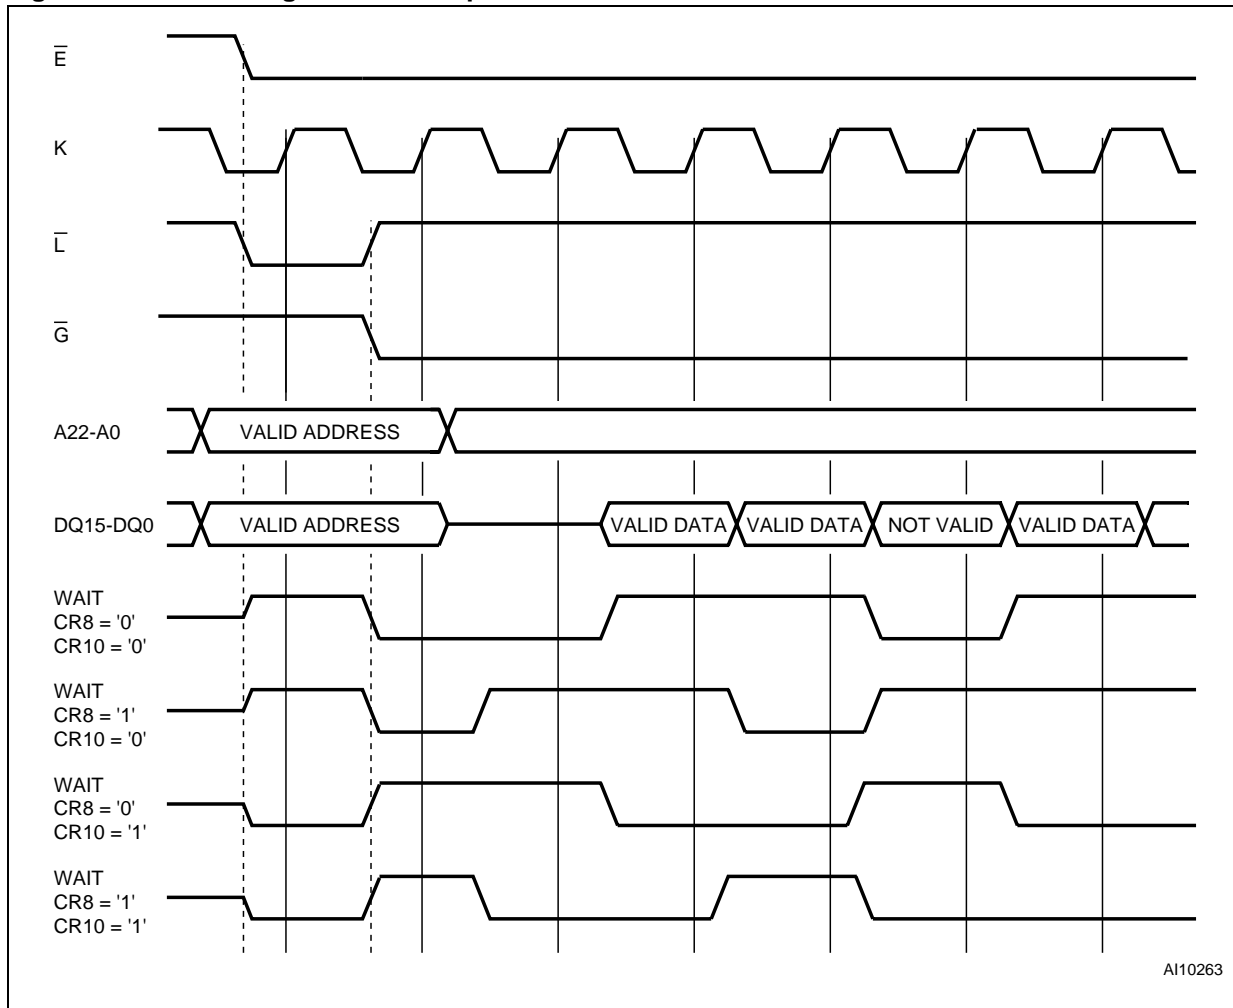 E
K
L
G
A22-A0 VALID ADDRESS
DQ15-DQ0 VALID ADDRESS VALID DATA VALID DATA NOT VALID VALID DATA
WAIT
CR8 = '0'
CR10 = '0'
WAIT
CR8 = '1'
CR10 = '0'
WAIT
CR8 = '0'
CR10 = '1'
WAIT
CR8 = '1'
CR10 = '1'
AI10263